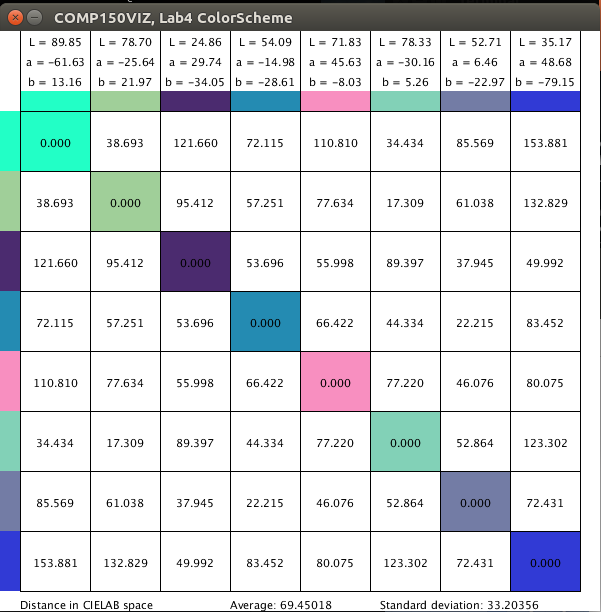 COMP150VIZ, Lab4 ColorScheme
L = 89.85 L = 78.70 L = 24.86 L = 54.09 L = 71.83 L = 78.33 L = 52.71 L = 35.17
a = -61.63 a = -25.64 a = 29.74 a = -14.98 a = 45.63 a = -30.16 a = 6.46 a = 48.68
b = 13.16 b = 21.97 b = -34.05 b = -28.61 b = -8.03 b = 5.26 b = -22.97 b = -79.15
0.000 38.693 121.660 72.115 110.810 34.434 85.569 153.881
38.693 0.000 95.412 57.251 77.634 17.309 61.038 132.829
121.660 95.412 0.000 53.696 55.998 89.397 37.945 49.992
72.115 57.251 53.696 0.000 66.422 44.334 22.215 83.452
110.810 77.634 55.998 66.422 0.000 77.220 46.076 80.075
34.434 17.309 89.397 44.334 77.220 0.000 52.864 123.302
85.569 61.038 37.945 22.215 46.076 52.864 0.000 72.431
153.881 132.829 49.992 83.452 80.075 123.302 72.431 0.000
Distance in CIELAB space Average: 69.45018 Standard deviation: 33.20356